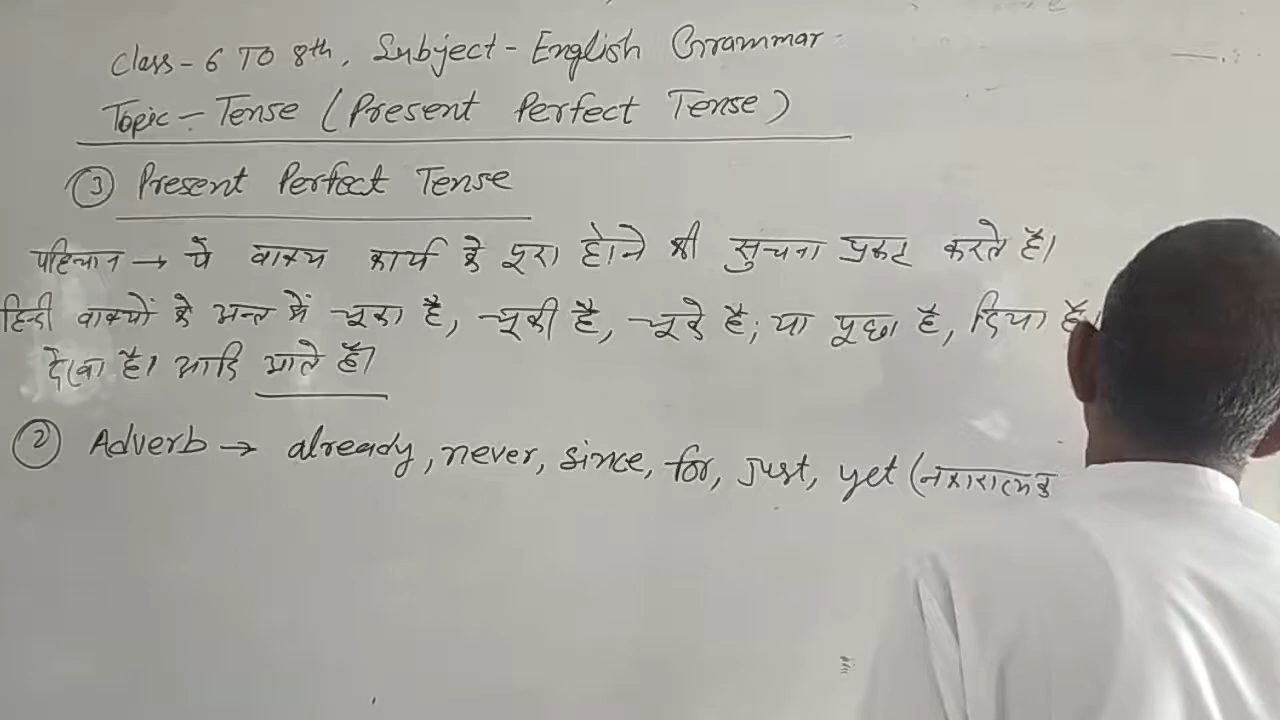 Class - 6 TO 8th, Subject - English Grammar
Topic - Tense (Present Perfect Tense)
③ Present Perfect Tense
पहिचान → ये वाक्य कार्य के पूरा होने की सुचना प्रकट करते हैं।
हिन्दी वाक्यों के अन्त में चूका है, चूकी है, चूके है; या पूछा है, दिया है
देखा है। आदि आते हैं।
② Adverb → already, never, since, for, Just, yet (नकारात्मक